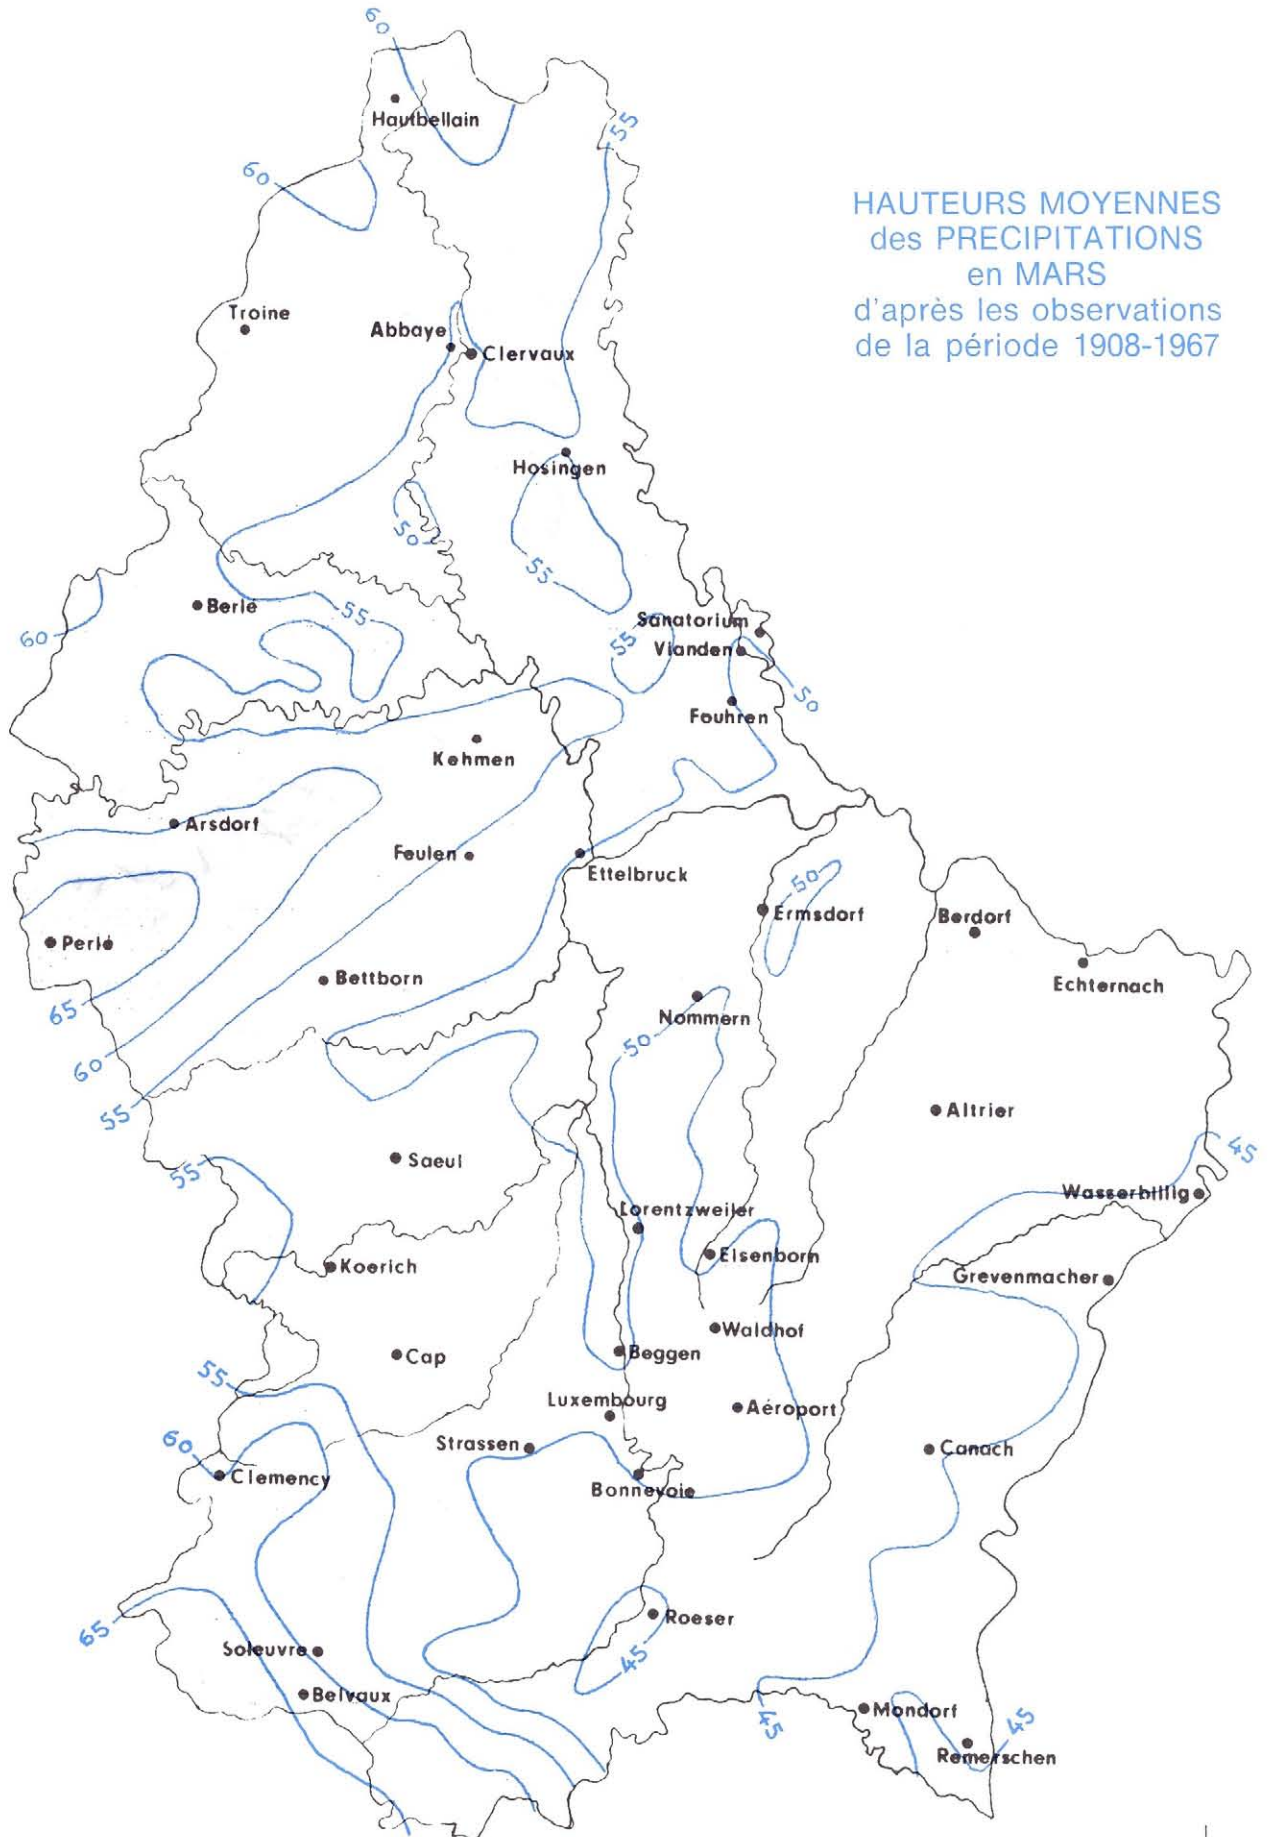 60
Hautbellain
55
60
HAUTEURS MOYENNES
des PRECIPITATIONS
en MARS
d'après les observations
de la période 1908-1967
Troine
Abbaye
Clervaux
Hosingen
50
55
Berlé
55
60
Sanatorium
55
Vianden
50
Fouhren
Kehmen
Arsdorf
Feulen
Ettelbruck
50
Ermsdorf
Berdorf
Perlé
Echternach
Bettborn
65
Nommern
50
60
55
Altrier
45
Saeul
55
Wasserbillig
Lorentzweiler
Koerich
Eisenborn
Grevenmacher
Waldhof
Cap
Beggen
55
Luxembourg
Aéroport
60
Strassen
Canach
Clemency
Bonnevoie
65
Roeser
Soleuvre
45
Belvaux
Mondorf
45
45
Remerschen